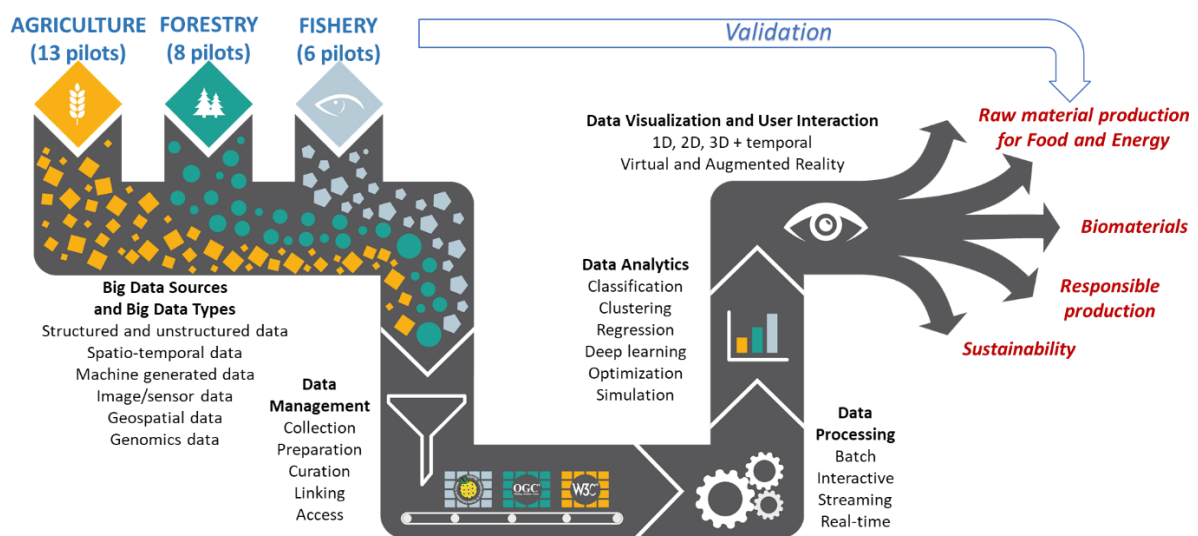 AGRICULTURE
(13 pilots)
FORESTRY
(8 pilots)
FISHERY
(6 pilots)
Validation
Raw material production
for Food and Energy
Biomaterials
Responsible
production
Sustainability
Data Visualization and User Interaction
1D, 2D, 3D + temporal
Virtual and Augmented Reality
Big Data Sources
and Big Data Types
Structured and unstructured data
Spatio-temporal data
Machine generated data
Image/sensor data
Geospatial data
Genomics data
Data
Management
Collection
Preparation
Curation
Linking
Access
OGC
W3C
Data Analytics
Classification
Clustering
Regression
Deep learning
Optimization
Simulation
Data
Processing
Batch
Interactive
Streaming
Real-time